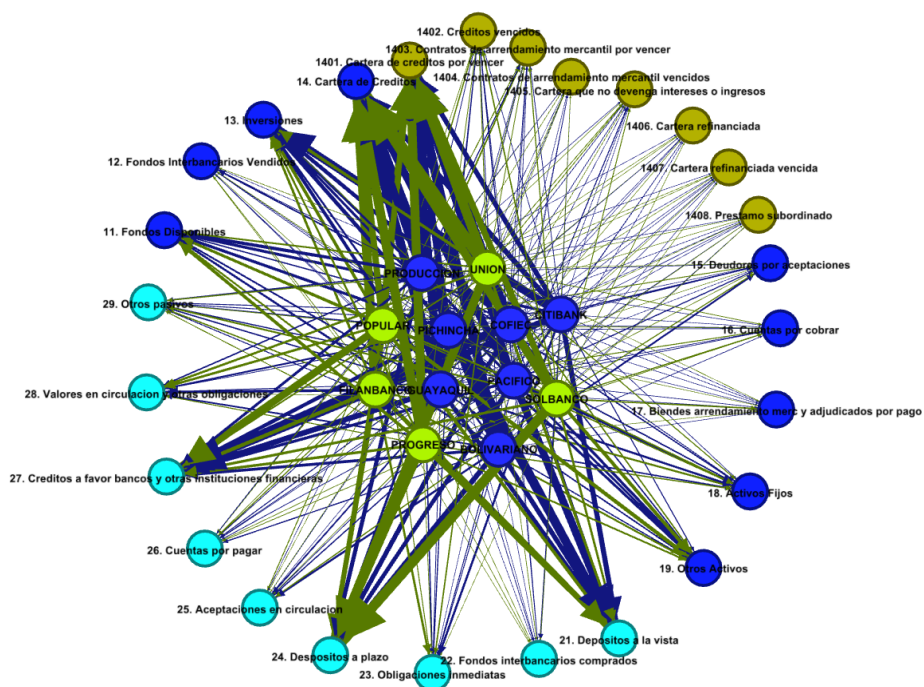 1402. Creditos vencidos
1403. Contratos de arrendamiento mercantil por vencer
1401. Cartera de creditos por vencer
1404. Contratos de arrendamiento mercantil vencidos
14. Cartera de Creditos
1405. Cartera que no devenga intereses o ingresos
13. Inversiones
1406. Cartera refinanciada
12. Fondos Interbancarios Vendidos
1407. Cartera refinanciada vencida
1408. Prestamo subordinado
11. Fondos Disponibles
15. Deudores por aceptaciones
UNION
PRODUCCION
29. Otros pasivos
CITIBANK
POPULAR
PICHINCHA
COFIEC
16. Cuentas por cobrar
28. Valores en circulacion y otras obligaciones
FILANBANCO
GUAYAQUIL
PACIFICO
SOLBANCO
17. Biendes arrendamiento merc y adjudicados por pago
PROGRESO
BOLIVARIANO
27. Creditos a favor bancos y otras instituciones financieras
18. Activos Fijos
26. Cuentas por pagar
19. Otros Activos
25. Aceptaciones en circulacion
21. Depositos a la vista
24. Despositos a plazo
22. Fondos interbancarios comprados
23. Obligaciones inmediatas